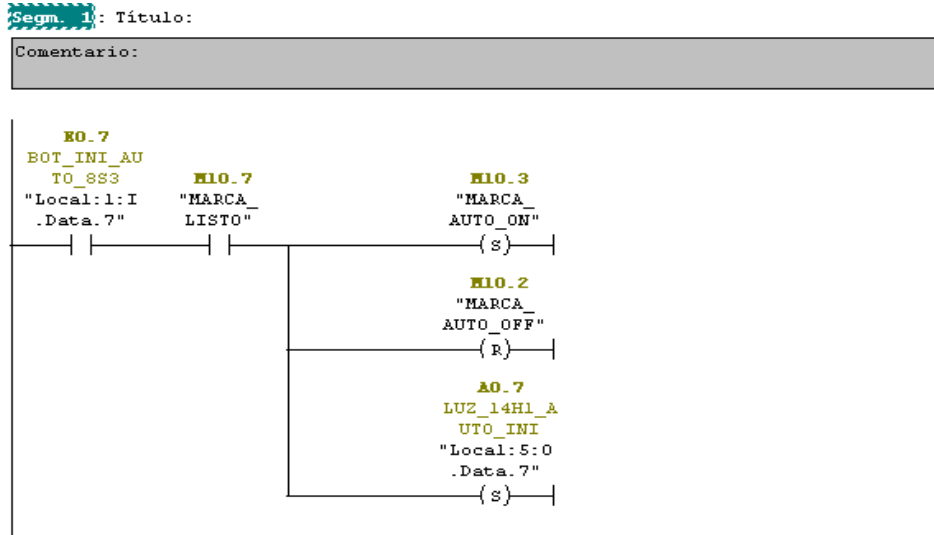 Segm. 1: Título:
Comentario:
E0.7
BOT_INI_AU
TO_8S3
"Local:1:I
.Data.7"
M10.7
"MARCA_
LISTO"
M10.3
"MARCA_
AUTO_ON"
S
M10.2
"MARCA_
AUTO_OFF"
R
A0.7
LUZ_14H1_A
UTO_INI
"Local:5:O
.Data.7"
S